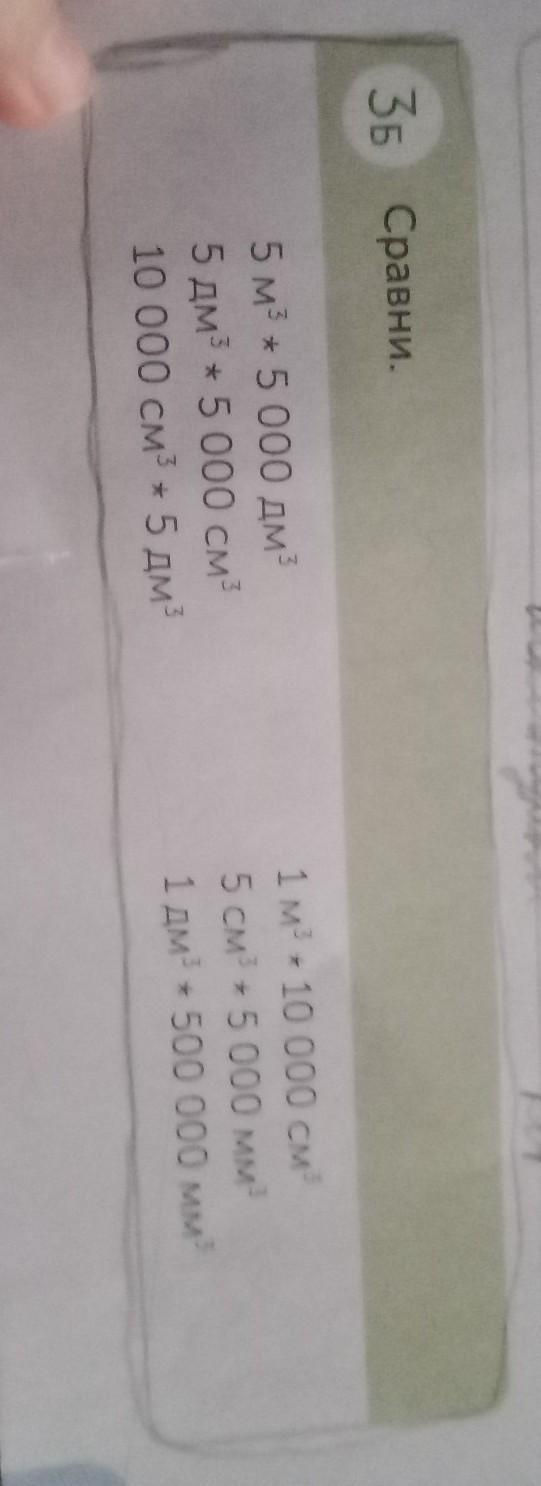 3Б Сравни.
5 м³ * 5 000 дм³
5 дм³ * 5 000 см³
10 000 см³ * 5 дм³
1 м³ * 10 000 см³
5 см³ * 5 000 мм³
1 дм³ * 500 000 мм³